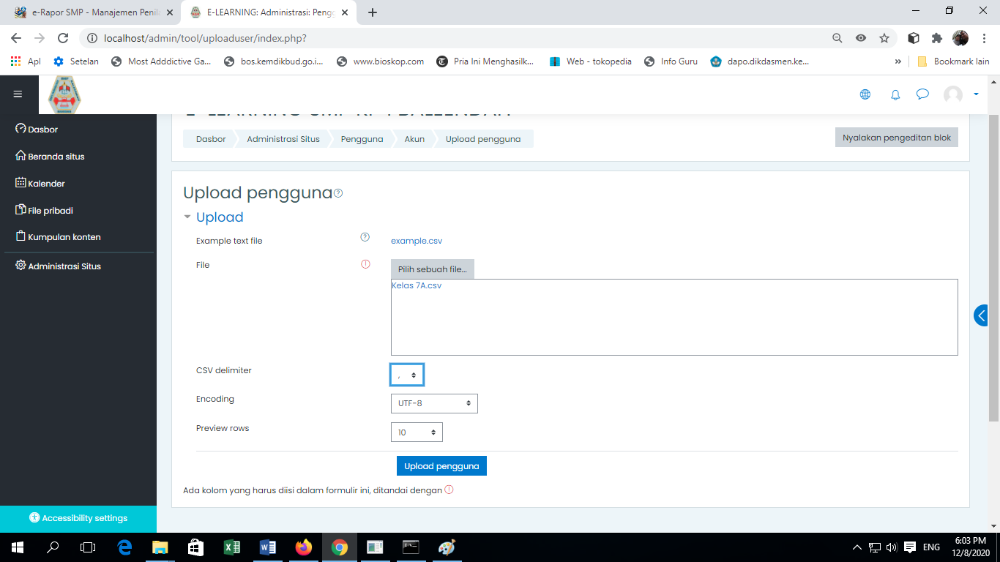 e-Rapor SMP - Manajemen Penila
E-LEARNING: Administrasi: Pengg
localhost/admin/tool/uploaduser/index.php?
Apl
Setelan
Most Adddictive Ga...
bos.kemdikbud.go.i...
www.bioskop.com
Pria Ini Menghasilk...
Web - tokopedia
Info Guru
dapo.dikdasmen.ke...
»
Bookmark lain
Dasbor
Beranda situs
Kalender
File pribadi
Kumpulan konten
Administrasi Situs
Accessibility settings
Dasbor
Administrasi Situs
Pengguna
Akun
Upload pengguna
Nyalakan pengeditan blok
Upload pengguna
Upload
Example text file
example.csv
File
Pilih sebuah file...
Kelas 7A.csv
CSV delimiter
,
Encoding
UTF-8
Preview rows
10
Upload pengguna
Ada kolom yang harus diisi dalam formulir ini, ditandai dengan
ENG
6:03 PM
12/8/2020